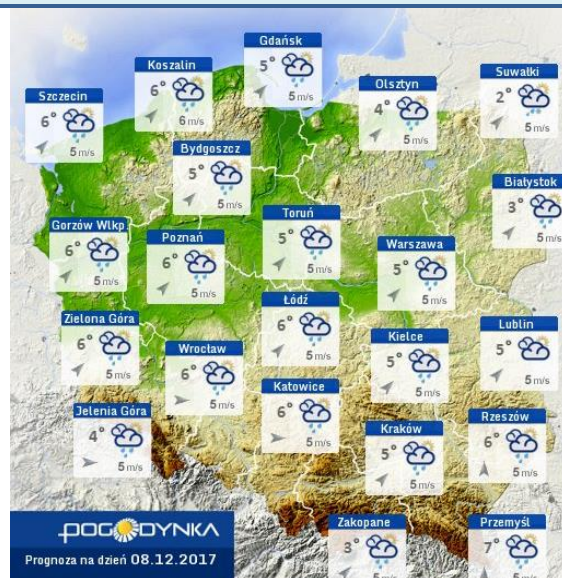 Gdańsk
5°
5 m/s
Koszalin
6°
6 m/s
Suwałki
2°
5 m/s
Olsztyn
4°
5 m/s
Szczecin
6°
5 m/s
Bydgoszcz
5°
5 m/s
Białystok
3°
5 m/s
Toruń
5°
5 m/s
Gorzów Wlkp
6°
5 m/s
Poznań
6°
5 m/s
Warszawa
5°
5 m/s
Łódź
6°
5 m/s
Zielona Góra
6°
5 m/s
Lublin
5°
5 m/s
Kielce
5°
5 m/s
Wrocław
6°
5 m/s
Katowice
6°
5 m/s
Jelenia Góra
4°
5 m/s
Rzeszów
6°
5 m/s
Kraków
5°
5 m/s
Zakopane
3°
5 m/s
Przemyśl
7°
5 m/s
POGODYNKA
Prognoza na dzień 08.12.2017